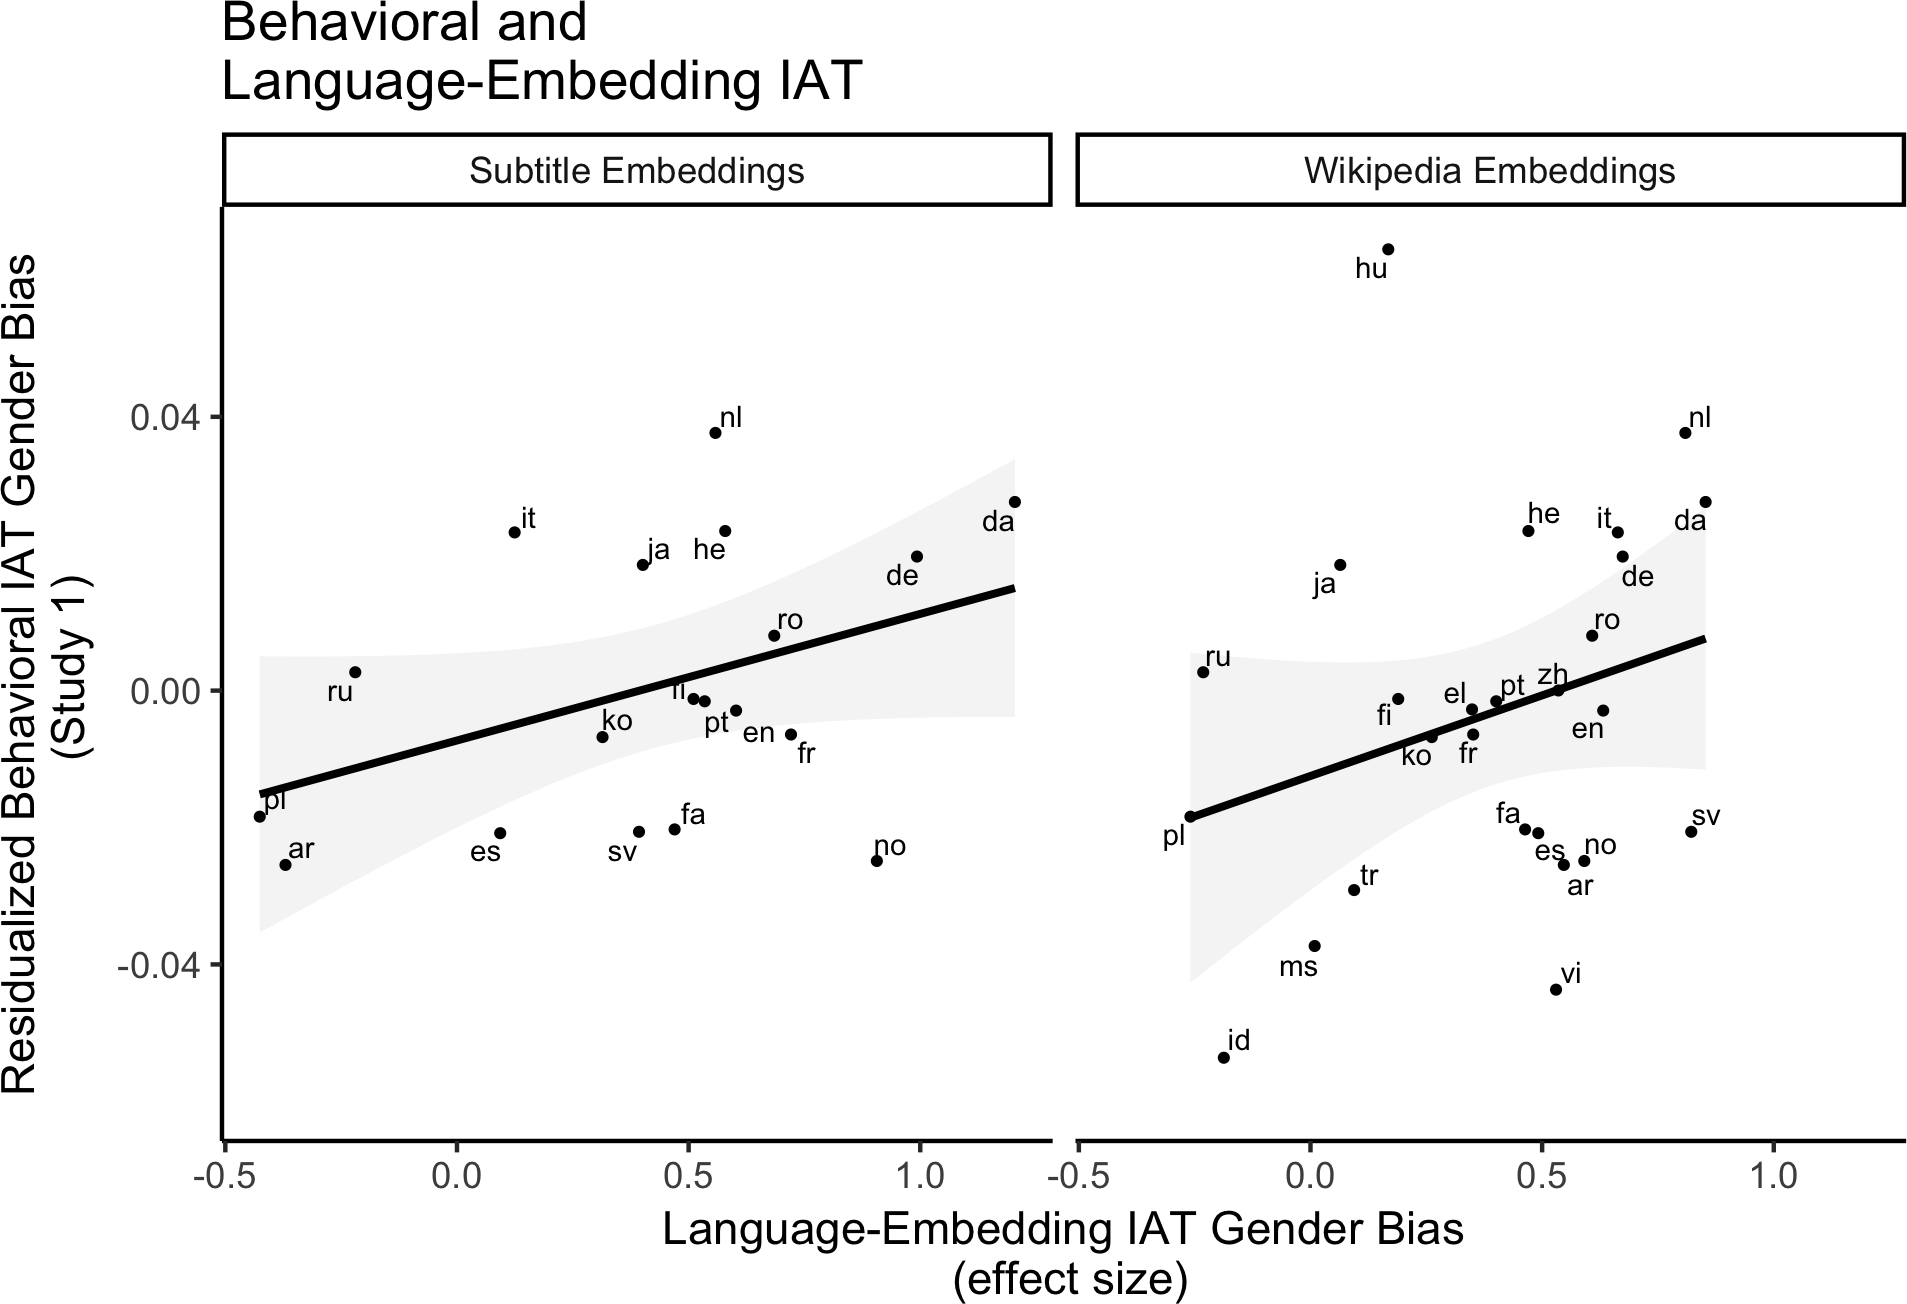 Behavioral and
Language-Embedding IAT
Subtitle Embeddings
Wikipedia Embeddings
Residualized Behavioral IAT Gender Bias
(Study 1)
0.04
0.00
-0.04
nl
it
ja
he
da
de
ro
ru
fi
ko
pt
en
fr
pl
ar
es
sv
fa
no
hu
nl
he
it
da
ja
de
ro
ru
zh
pt
el
fi
en
ko
fr
pl
fa
sv
es
no
tr
ar
ms
vi
id
-0.5
0.0
0.5
1.0
-0.5
0.0
0.5
1.0
Language-Embedding IAT Gender Bias
(effect size)